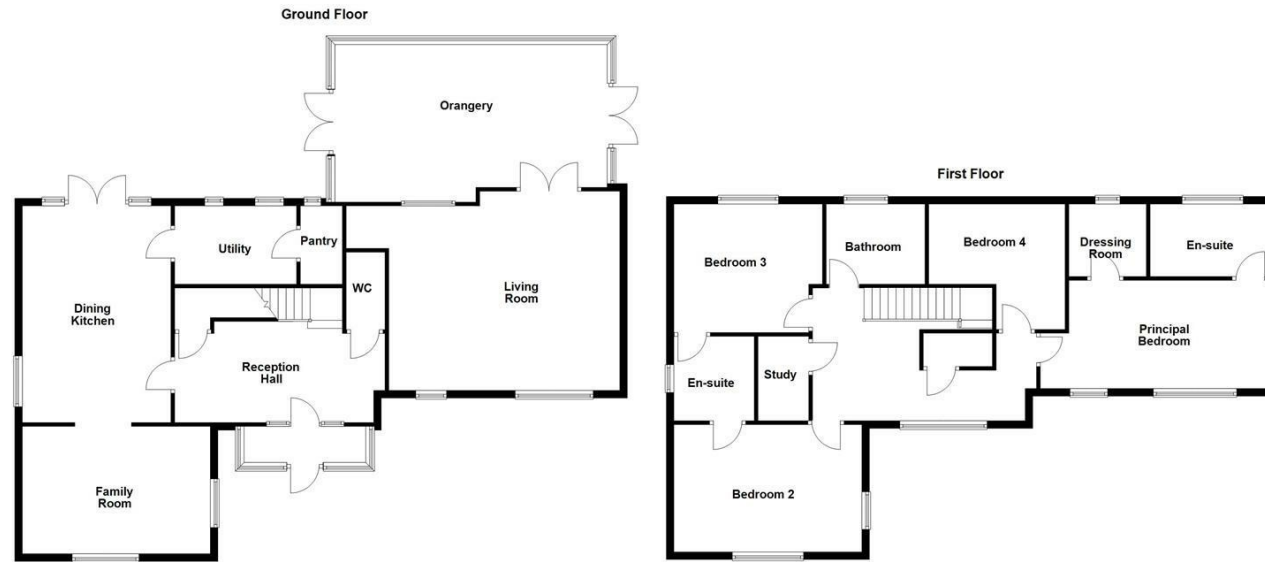 Ground Floor
Orangery
Utility
Pantry
WC
Living
Room
Dining
Kitchen
Reception
Hall
Family
Room
First Floor
Bedroom 3
Bathroom
Bedroom 4
Dressing
Room
En-suite
Principal
Bedroom
En-suite
Study
Bedroom 2